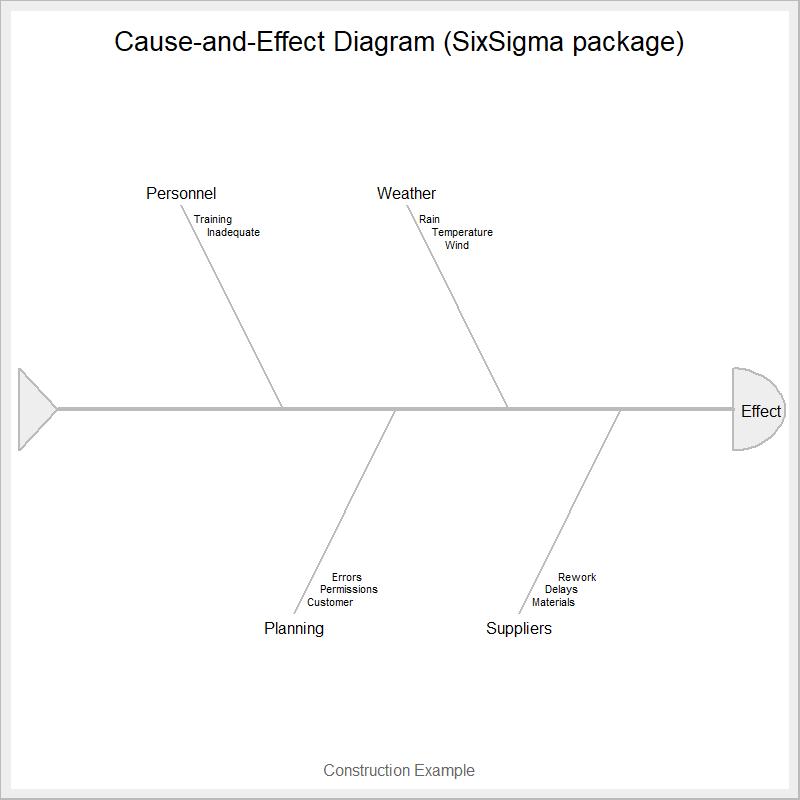 Cause-and-Effect Diagram (SixSigma package)
Personnel
Training
Inadequate
Weather
Rain
Temperature
Wind
Effect
Errors
Permissions
Customer
Planning
Rework
Delays
Materials
Suppliers
Construction Example